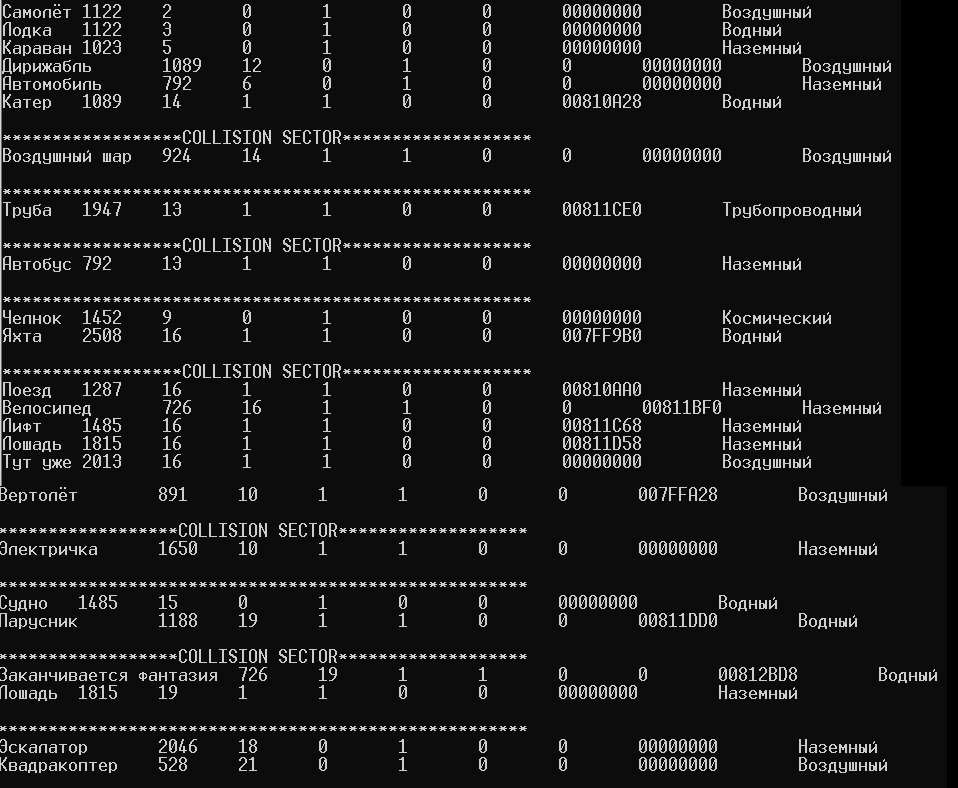 Самолёт 1122 2 0 1 0 0 00000000 Воздушный
Лодка 1122 3 0 1 0 0 00000000 Водный
Караван 1023 5 0 1 0 0 00000000 Наземный
Дирижабль 1089 12 0 1 0 0 00000000 Воздушный
Автомобиль 792 6 0 1 0 0 00000000 Наземный
Катер 1089 14 1 1 0 0 00810A28 Водный
******************COLLISION SECTOR*******************
Воздушный шар 924 14 1 1 0 0 00000000 Воздушный
*****************************************************
Труба 1947 13 1 1 0 0 00811CE0 Трубопроводный
******************COLLISION SECTOR*******************
Автобус 792 13 1 1 0 0 00000000 Наземный
*****************************************************
Челнок 1452 9 0 1 0 0 00000000 Космический
Яхта 2508 16 1 1 0 0 007FF9B0 Водный
******************COLLISION SECTOR*******************
Поезд 1287 16 1 1 0 0 00810AA0 Наземный
Велосипед 726 16 1 1 0 0 00811BF0 Наземный
Лифт 1485 16 1 1 0 0 00811C68 Наземный
Лошадь 1815 16 1 1 0 0 00811D58 Наземный
Тут уже 2013 16 1 1 0 0 00000000 Воздушный
Вертолёт 891 10 1 1 0 0 007FFA28 Воздушный
******************COLLISION SECTOR*******************
Электричка 1650 10 1 1 0 0 00000000 Наземный
*****************************************************
Судно 1485 15 0 1 0 0 00000000 Водный
Парусник 1188 19 1 1 0 0 00811DD0 Водный
******************COLLISION SECTOR*******************
Заканчивается фантазия 726 19 1 1 0 0 00812BD8 Водный
Лошадь 1815 19 1 1 0 0 00000000 Наземный
*****************************************************
Эскалатор 2046 18 0 1 0 0 00000000 Наземный
Квадракоптер 528 21 0 1 0 0 00000000 Воздушный